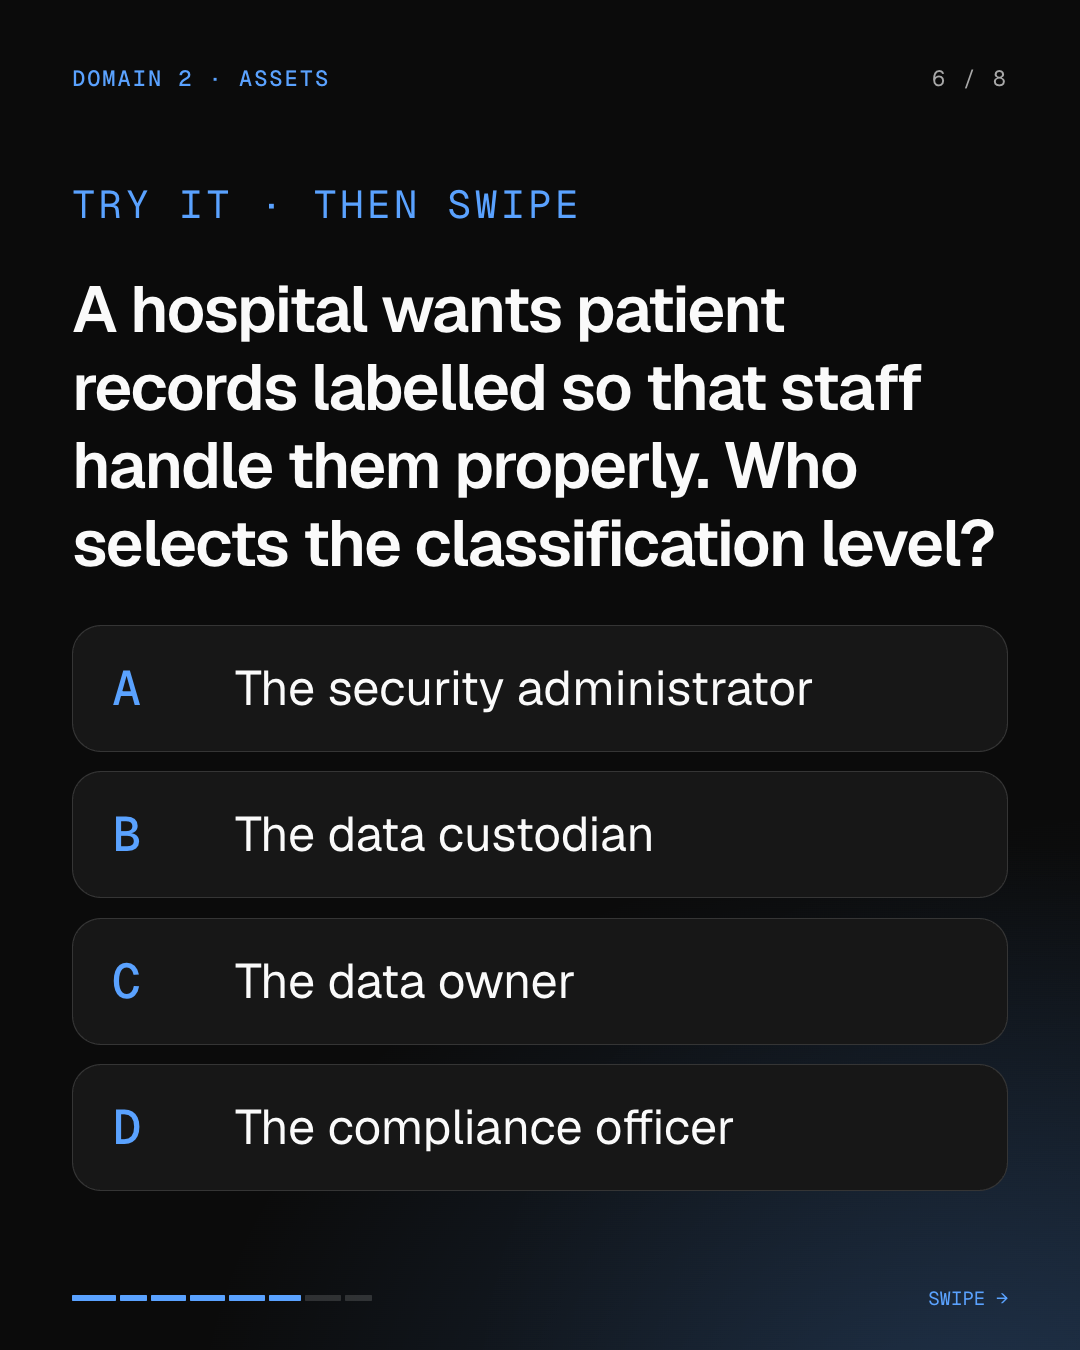 DOMAIN 2 · ASSETS
6 / 8
TRY IT · THEN SWIPE
A hospital wants patient
records labelled so that staff
handle them properly. Who
selects the classification level?
A The security administrator
B The data custodian
C The data owner
D The compliance officer
SWIPE →